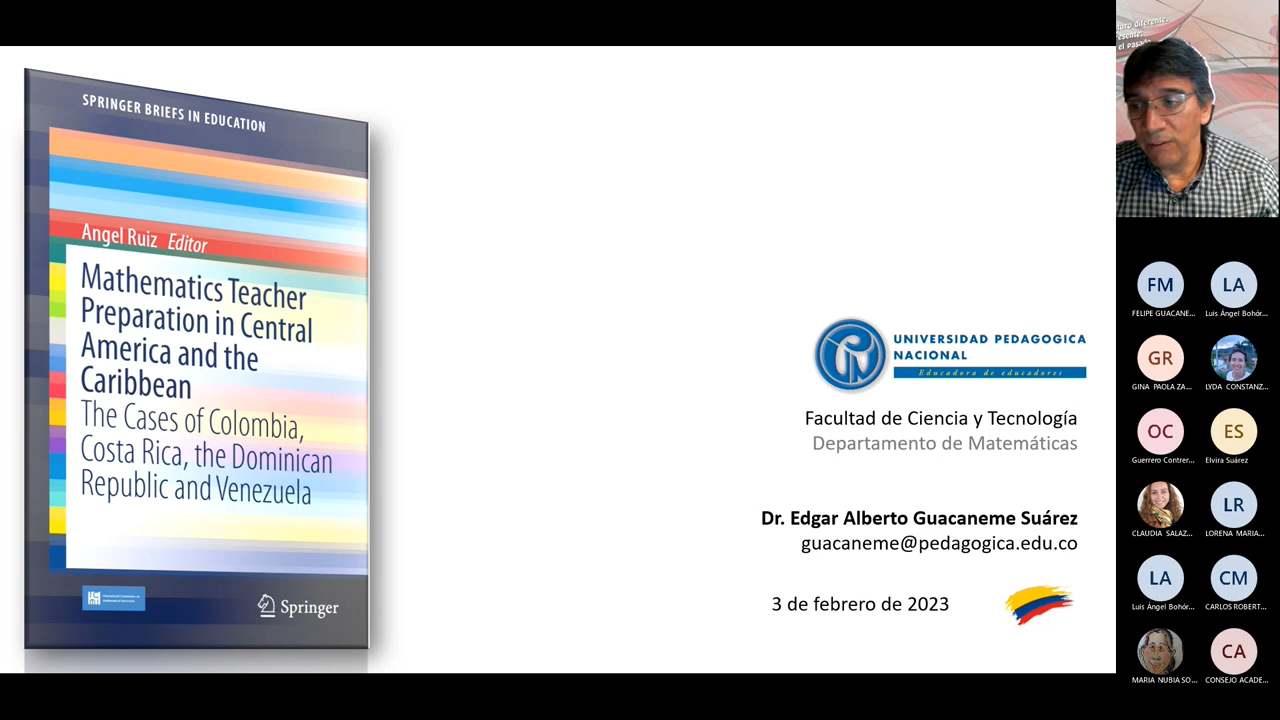 SPRINGER BRIEFS IN EDUCATION
Angel Ruiz Editor
Mathematics Teacher
Preparation in Central
America and the
Caribbean
The Cases of Colombia,
Costa Rica, the Dominican
Republic and Venezuela
Springer
UNIVERSIDAD PEDAGOGICA
NACIONAL
Educadora de educadores
Facultad de Ciencia y Tecnología
Departamento de Matemáticas
Dr. Edgar Alberto Guacaneme Suárez
guacaneme@pedagogica.edu.co
3 de febrero de 2023
uro diferente.
el pasado
FM
LA
FELIPE GUACANE...
Luis Ángel Bohór...
GR
GINA PAOLA ZA...
LYDA CONSTANZ...
OC
ES
Guerrero Contrer...
Elvira Suárez
LR
CLAUDIA SALAZ...
LORENA MARIA...
LA
CM
Luis Ángel Bohór...
CARLOS ROBERT...
CA
MARIA NUBIA SO...
CONSEJO ACADE...